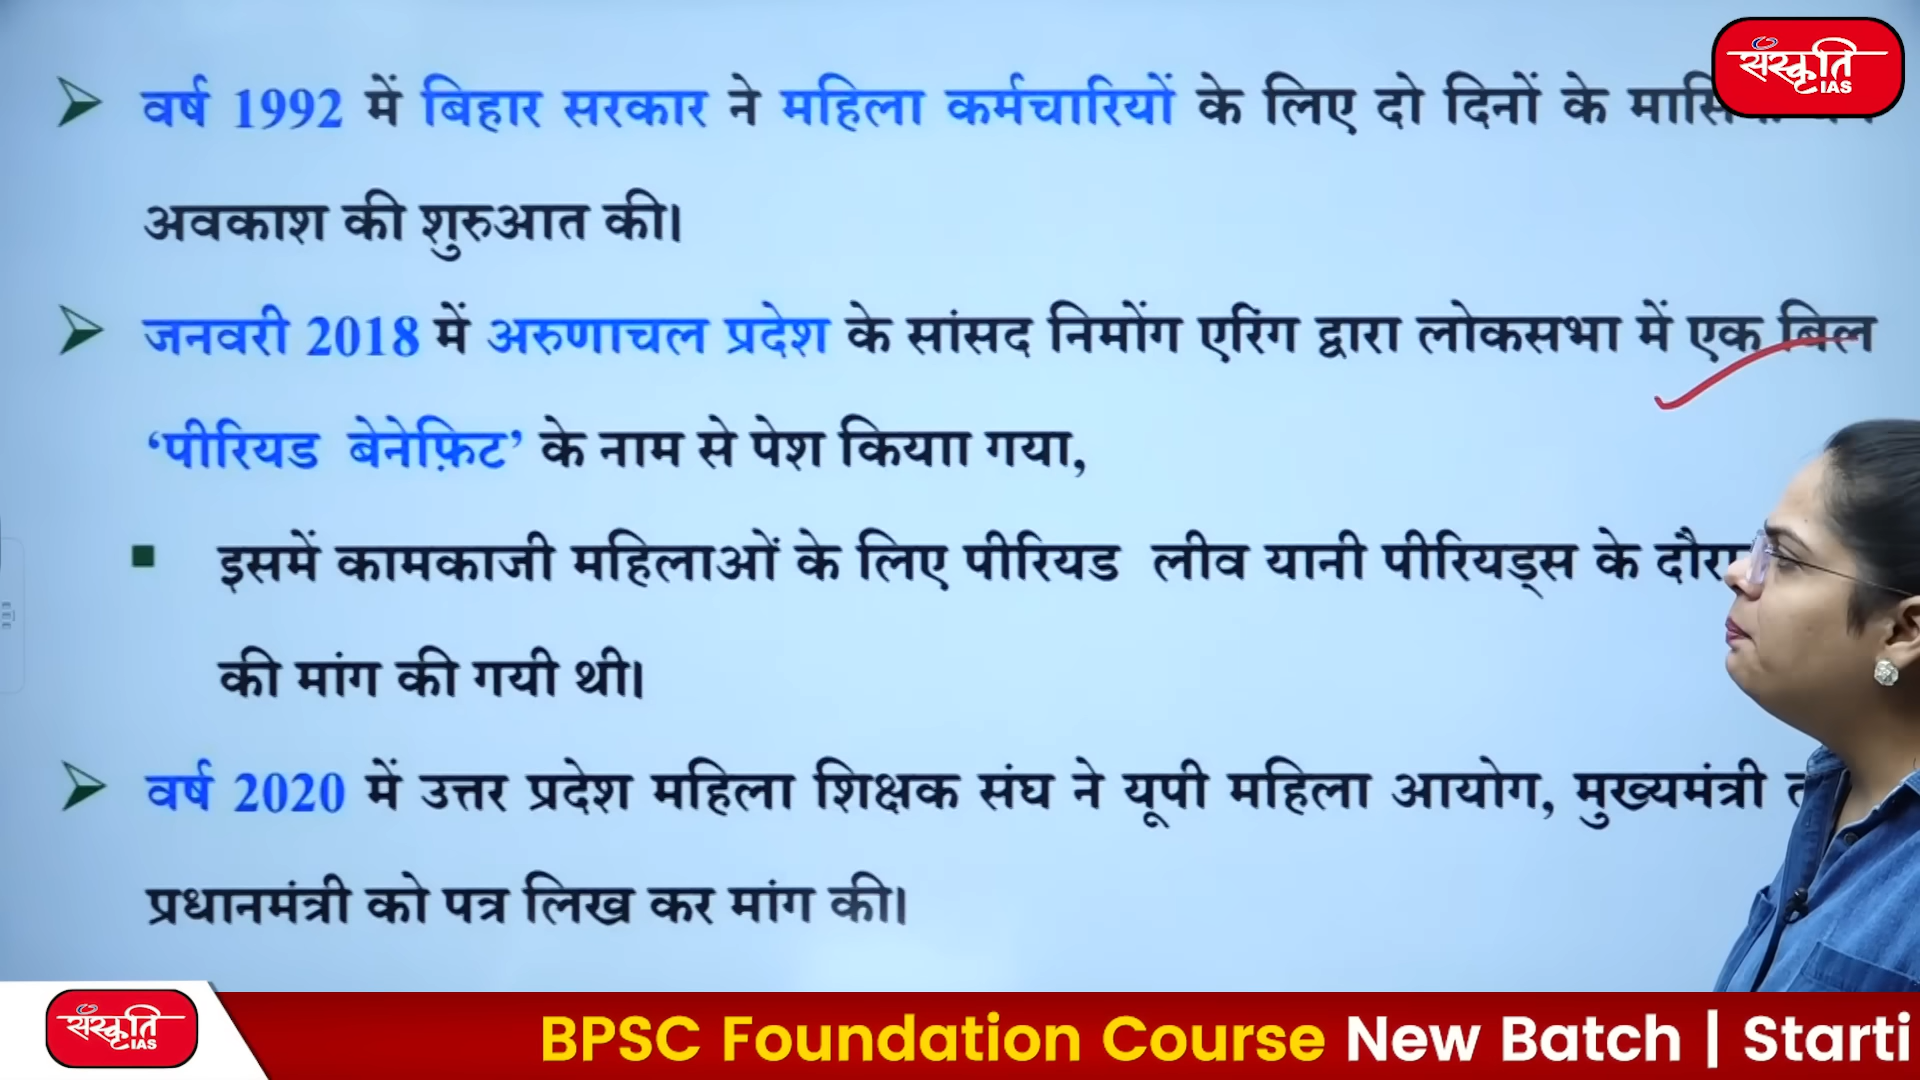 संस्कृति
IAS
➢ वर्ष 1992 में बिहार सरकार ने महिला कर्मचारियों के लिए दो दिनों के
अवकाश की शुरुआत की।
➢ जनवरी 2018 में अरुणाचल प्रदेश के सांसद निमोंग एरिंग द्वारा लोकसभा में एक बिल
‘पीरियड बेनेफ़िट’ के नाम से पेश कियाा गया,
▪ इसमें कामकाजी महिलाओं के लिए पीरियड लीव यानी पीरियड्स के
की मांग की गयी थी।
➢ वर्ष 2020 में उत्तर प्रदेश महिला शिक्षक संघ ने यूपी महिला आयोग, मुख्यमंत्री
प्रधानमंत्री को पत्र लिख कर मांग की।
संस्कृति
IAS
BPSC Foundation Course New Batch | Starti